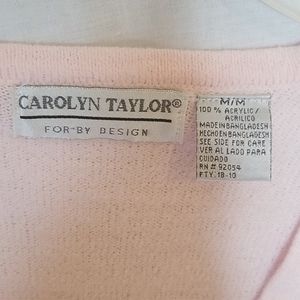 CAROLYN TAYLOR®
FOR·BY DESIGN
M/M
100 % ACRYLIC/
ACRILICO
MADE IN BANGLADESH
HECHO EN BANGLADESH
SEE SIDE FOR CARE
VER AL LADO PARA
CUIDADO
RN # 92054
FTY. 18-10